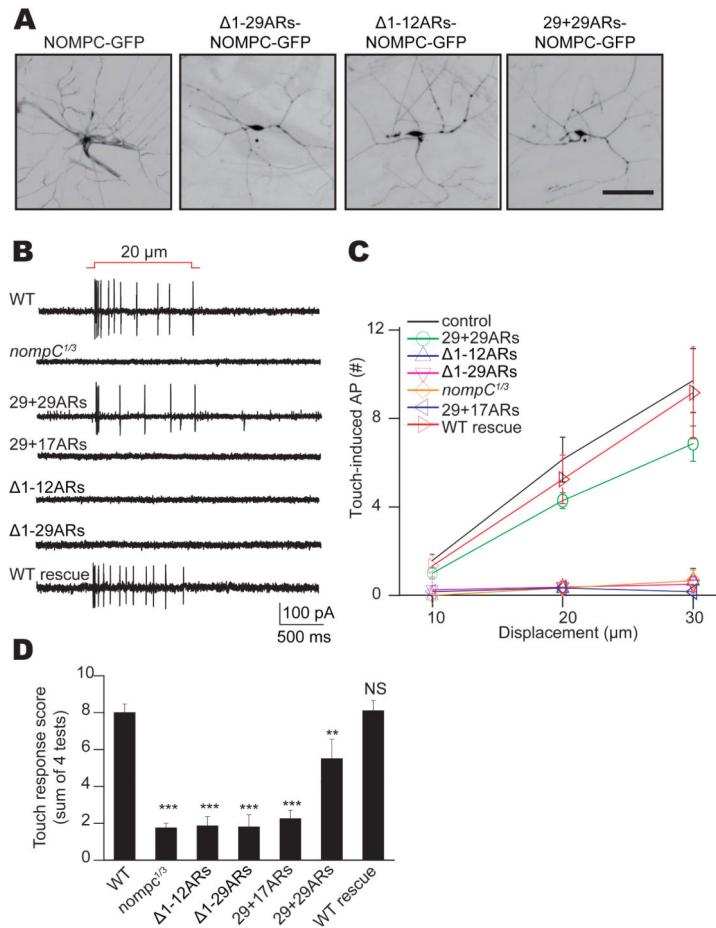 A
NOMPC-GFP
Δ1-29ARs-
NOMPC-GFP
Δ1-12ARs-
NOMPC-GFP
29+29ARs-
NOMPC-GFP
B
20 μm
WT
nompC1/3
29+29ARs
29+17ARs
Δ1-12ARs
Δ1-29ARs
WT rescue
100 pA
500 ms
C
Touch-induced AP (#)
12
8
4
0
control
29+29ARs
Δ1-12ARs
Δ1-29ARs
nompC1/3
29+17ARs
WT rescue
10
20
30
Displacement (μm)
D
Touch response score
(sum of 4 tests)
10
8
6
4
2
0
***
***
***
***
**
NS
WT
nompc1/3
Δ1-12ARs
Δ1-29ARs
29+17ARs
29+29ARs
WT rescue